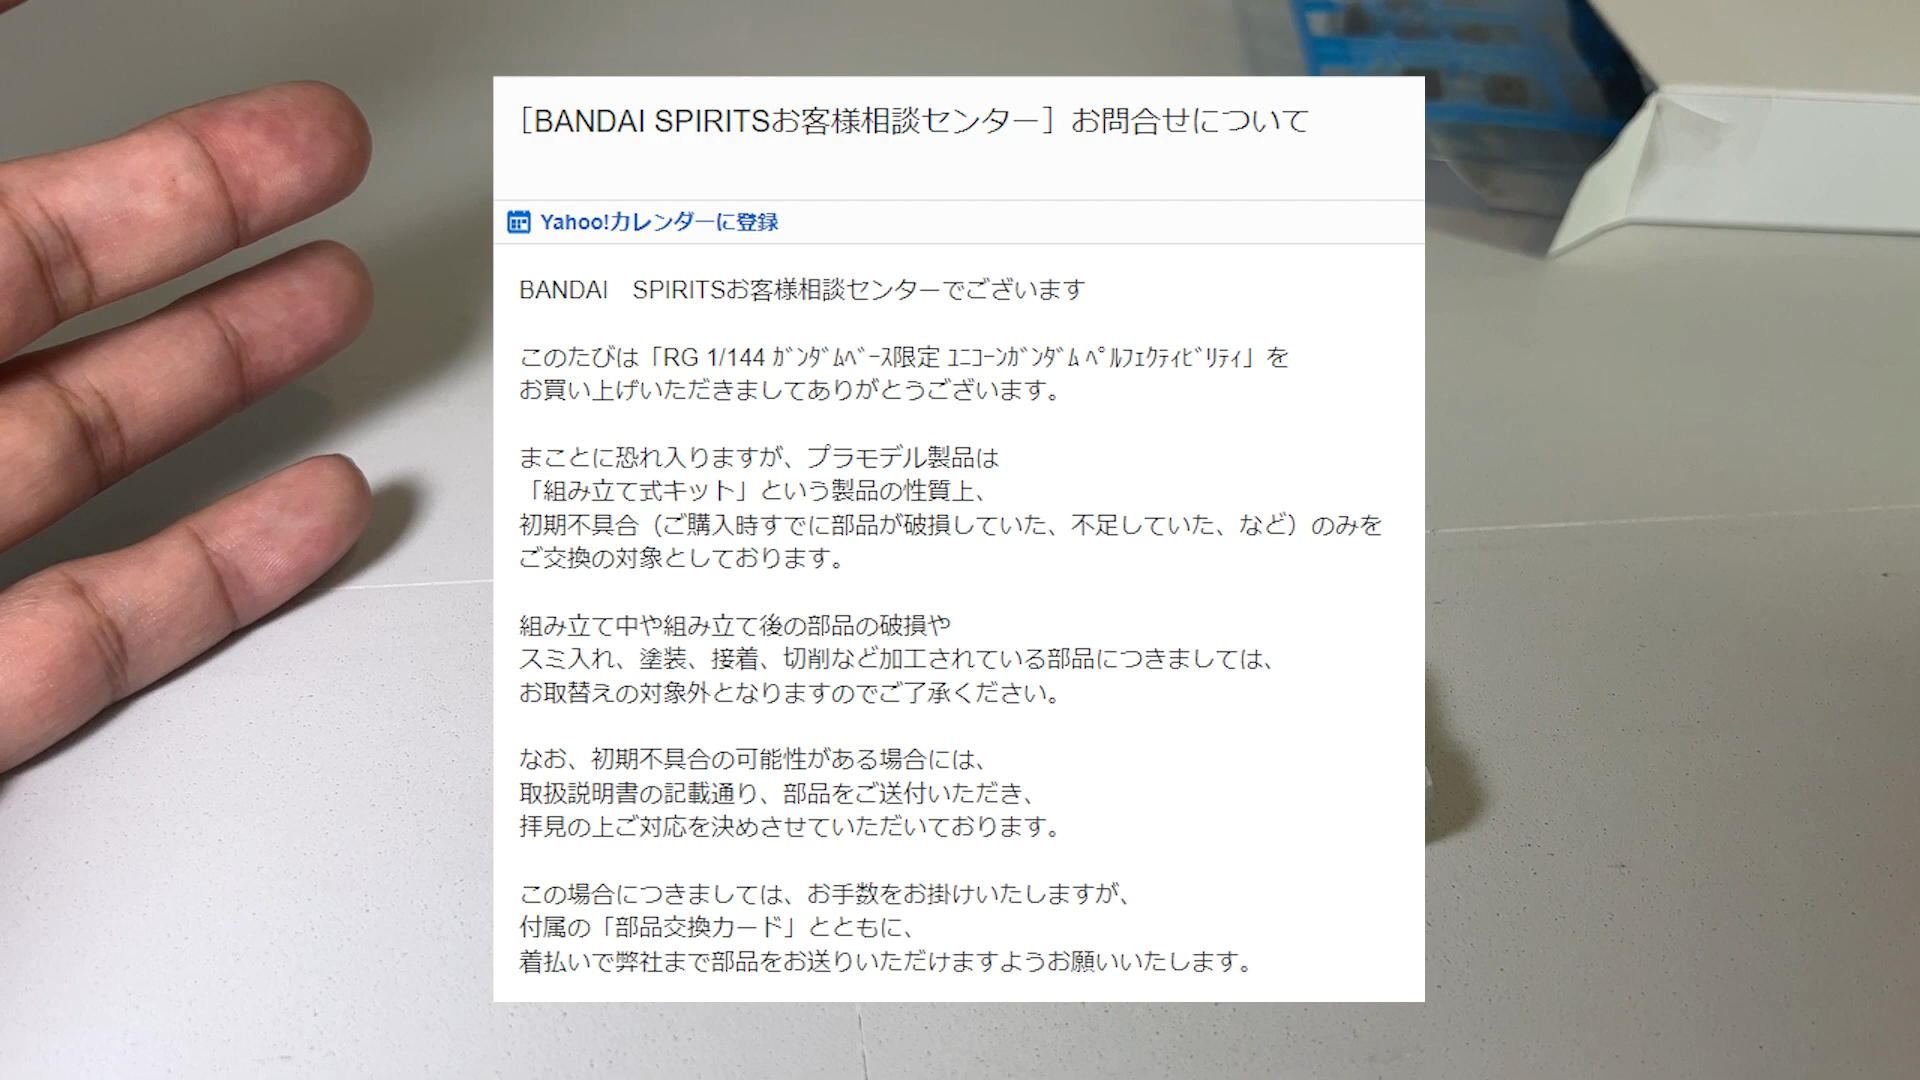 ［BANDAI SPIRITSお客様相談センター］お問合せについて
Yahoo!カレンダーに登録
BANDAI　SPIRITSお客様相談センターでございます
このたびは「RG 1/144 ｶﾞﾝﾀﾞﾑﾍﾞｰｽ限定 ﾕﾆｺｰﾝｶﾞﾝﾀﾞﾑ ﾍﾟﾙﾌｪｸﾃｨﾋﾞﾘﾃｨ」を
お買い上げいただきましてありがとうございます。
まことに恐れ入りますが、プラモデル製品は
「組み立て式キット」という製品の性質上、
初期不具合（ご購入時すでに部品が破損していた、不足していた、など）のみを
ご交換の対象としております。
組み立て中や組み立て後の部品の破損や
スミ入れ、塗装、接着、切削など加工されている部品につきましては、
お取替えの対象外となりますのでご了承ください。
なお、初期不具合の可能性がある場合には、
取扱説明書の記載通り、部品をご送付いただき、
拝見の上ご対応を決めさせていただいております。
この場合につきましては、お手数をお掛けいたしますが、
付属の「部品交換カード」とともに、
着払いで弊社まで部品をお送りいただけますようお願いいたします。